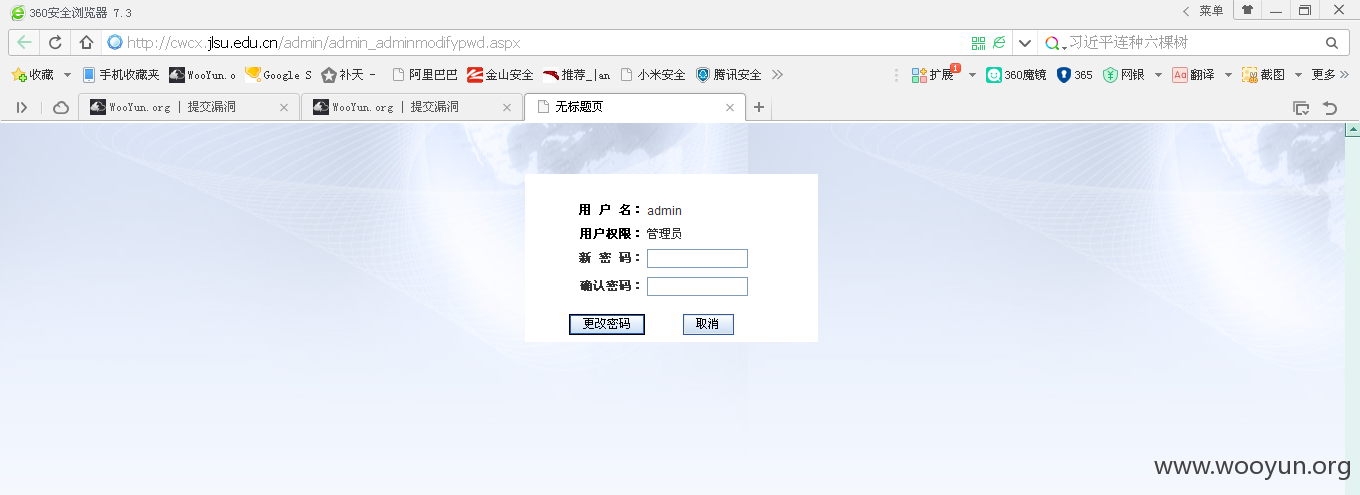 360安全浏览器 7.3
菜单
http://cwcx.jlsu.edu.cn/admin/admin_adminmodifypwd.aspx
习近平连种六棵树
收藏 手机收藏夹 WooYun.o Google S 补天 - 阿里巴巴 金山安全 推荐_|an 小米安全 腾讯安全 扩展 1 360魔镜 365 网银 Aa 翻译 截图 更多
WooYun.org | 提交漏洞 WooYun.org | 提交漏洞 无标题页
用 户 名： admin
用户权限： 管理员
新 密 码：
确认密码：
更改密码 取消
www.wooyun.org